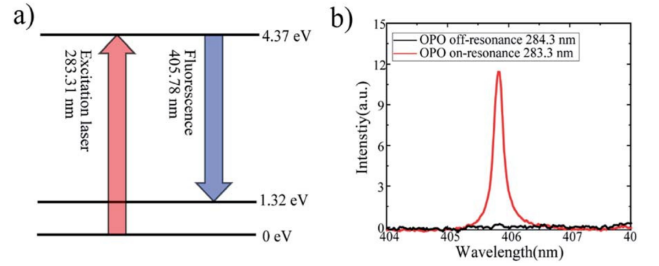 a)
4.37 eV
Excitation laser
283.31 nm
Fluorescence
405.78 nm
1.32 eV
0 eV
b)
15
12
9
6
3
0
Intenstiy(a.u.)
OPO off-resonance 284.3 nm
OPO on-resonance 283.3 nm
404
405
406
407
40
Wavelength(nm)